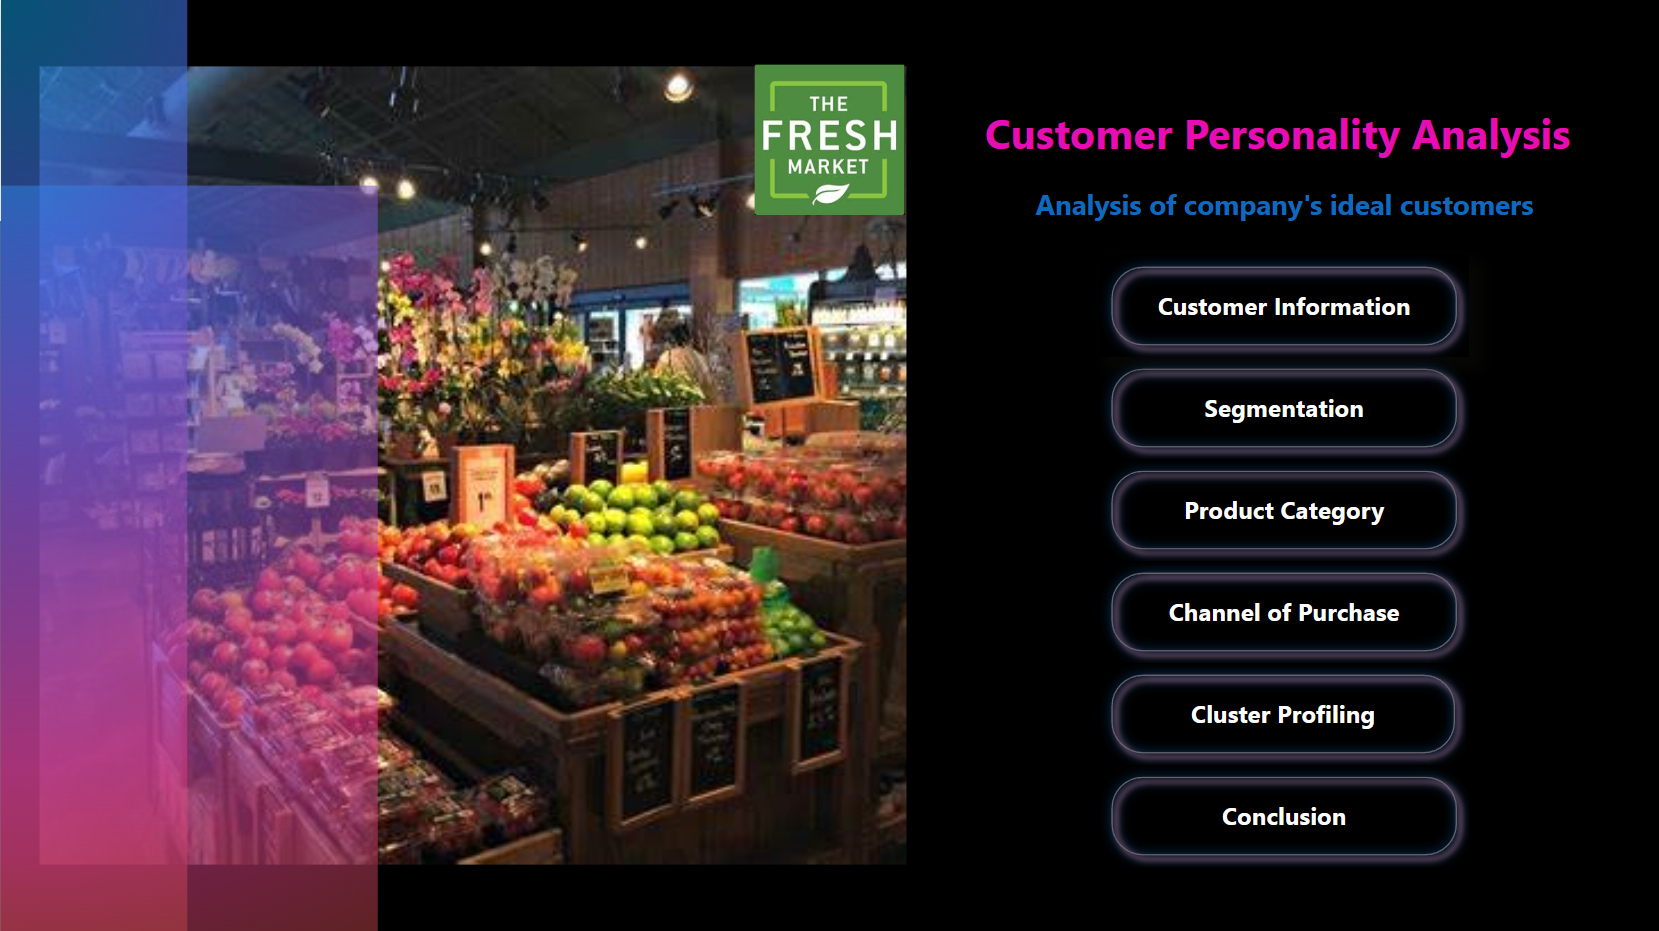 THE
FRESH
MARKET
Customer Personality Analysis
Analysis of company's ideal customers
Customer Information
Segmentation
Product Category
Channel of Purchase
Cluster Profiling
Conclusion